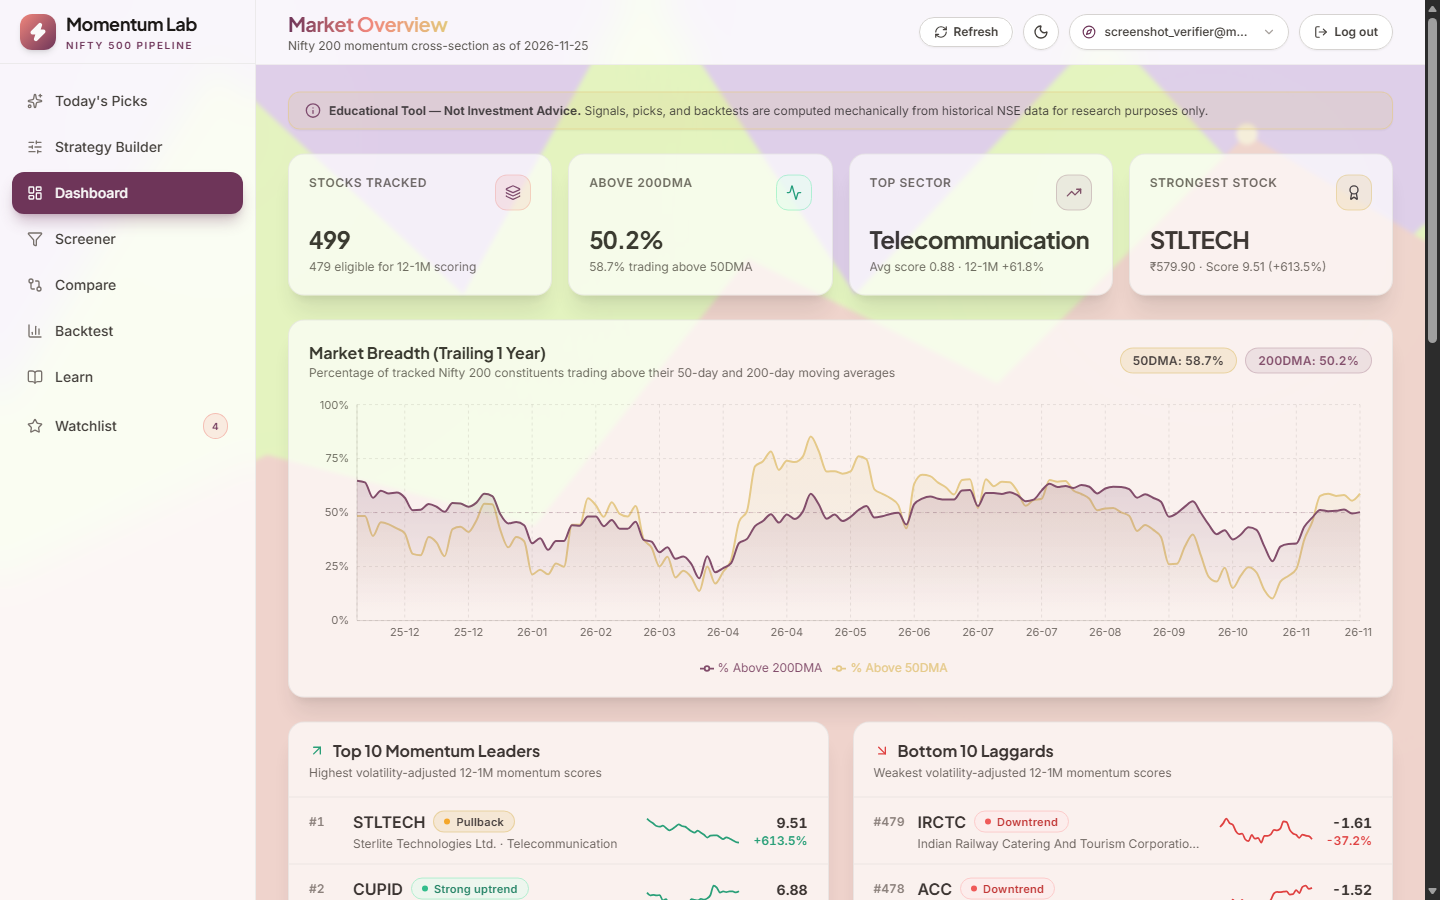 Momentum Lab
NIFTY 500 PIPELINE
Today's Picks
Strategy Builder
Dashboard
Screener
Compare
Backtest
Learn
Watchlist
4
Market Overview
Nifty 200 momentum cross-section as of 2026-11-25
Refresh
screenshot_verifier@m...
Log out
Educational Tool — Not Investment Advice. Signals, picks, and backtests are computed mechanically from historical NSE data for research purposes only.
STOCKS TRACKED
499
479 eligible for 12-1M scoring
ABOVE 200DMA
50.2%
58.7% trading above 50DMA
TOP SECTOR
Telecommunication
Avg score 0.88 · 12-1M +61.8%
STRONGEST STOCK
STLTECH
₹579.90 · Score 9.51 (+613.5%)
Market Breadth (Trailing 1 Year)
Percentage of tracked Nifty 200 constituents trading above their 50-day and 200-day moving averages
50DMA: 58.7%
200DMA: 50.2%
100%
75%
50%
25%
0%
25-12 25-12 26-01 26-02 26-03 26-04 26-04 26-05 26-06 26-07 26-07 26-08 26-09 26-10 26-11 26-11
% Above 200DMA % Above 50DMA
Top 10 Momentum Leaders
Highest volatility-adjusted 12-1M momentum scores
#1 STLTECH Pullback 9.51
Sterlite Technologies Ltd. · Telecommunication +613.5%
#2 CUPID Strong uptrend 6.88
Bottom 10 Laggards
Weakest volatility-adjusted 12-1M momentum scores
#479 IRCTC Downtrend -1.61
Indian Railway Catering And Tourism Corporatio... -37.2%
#478 ACC Downtrend -1.52